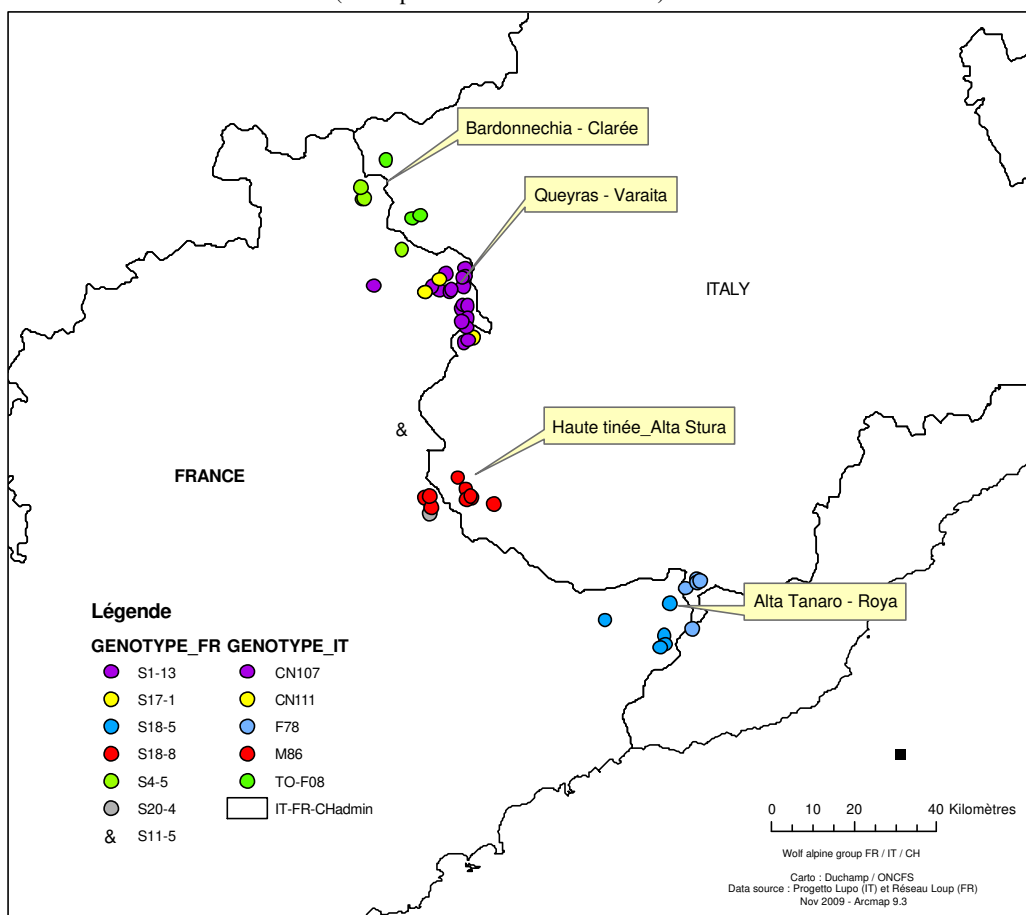 Bardonnechia - Clarée
Queyras - Varaita
ITALY
Haute tinée_Alta Stura
&
FRANCE
Alta Tanaro - Roya
Légende
GENOTYPE_FR GENOTYPE_IT
S1-13 CN107
S17-1 CN111
S18-5 F78
S18-8 M86
S4-5 TO-F08
S20-4 IT-FR-CHadmin
& S11-5
0 10 20 40 Kilomètres
Wolf alpine group FR / IT / CH
Carto : Duchamp / ONCFS
Data source : Progetto Lupo (IT) et Réseau Loup (FR)
Nov 2009 - Arcmap 9.3